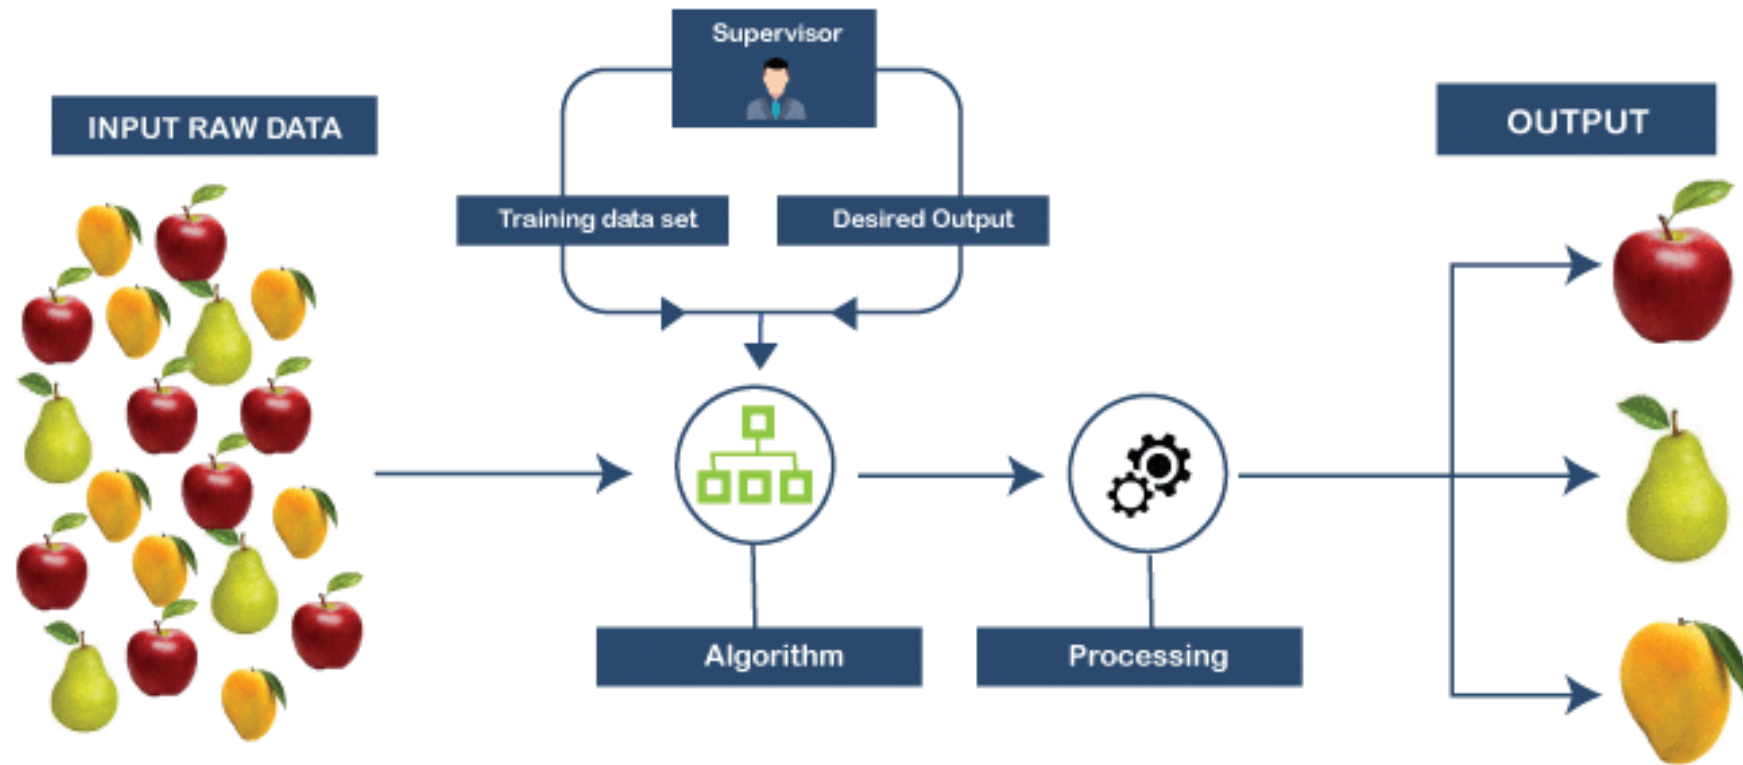 Supervisor
INPUT RAW DATA
OUTPUT
Training data set
Desired Output
Algorithm
Processing